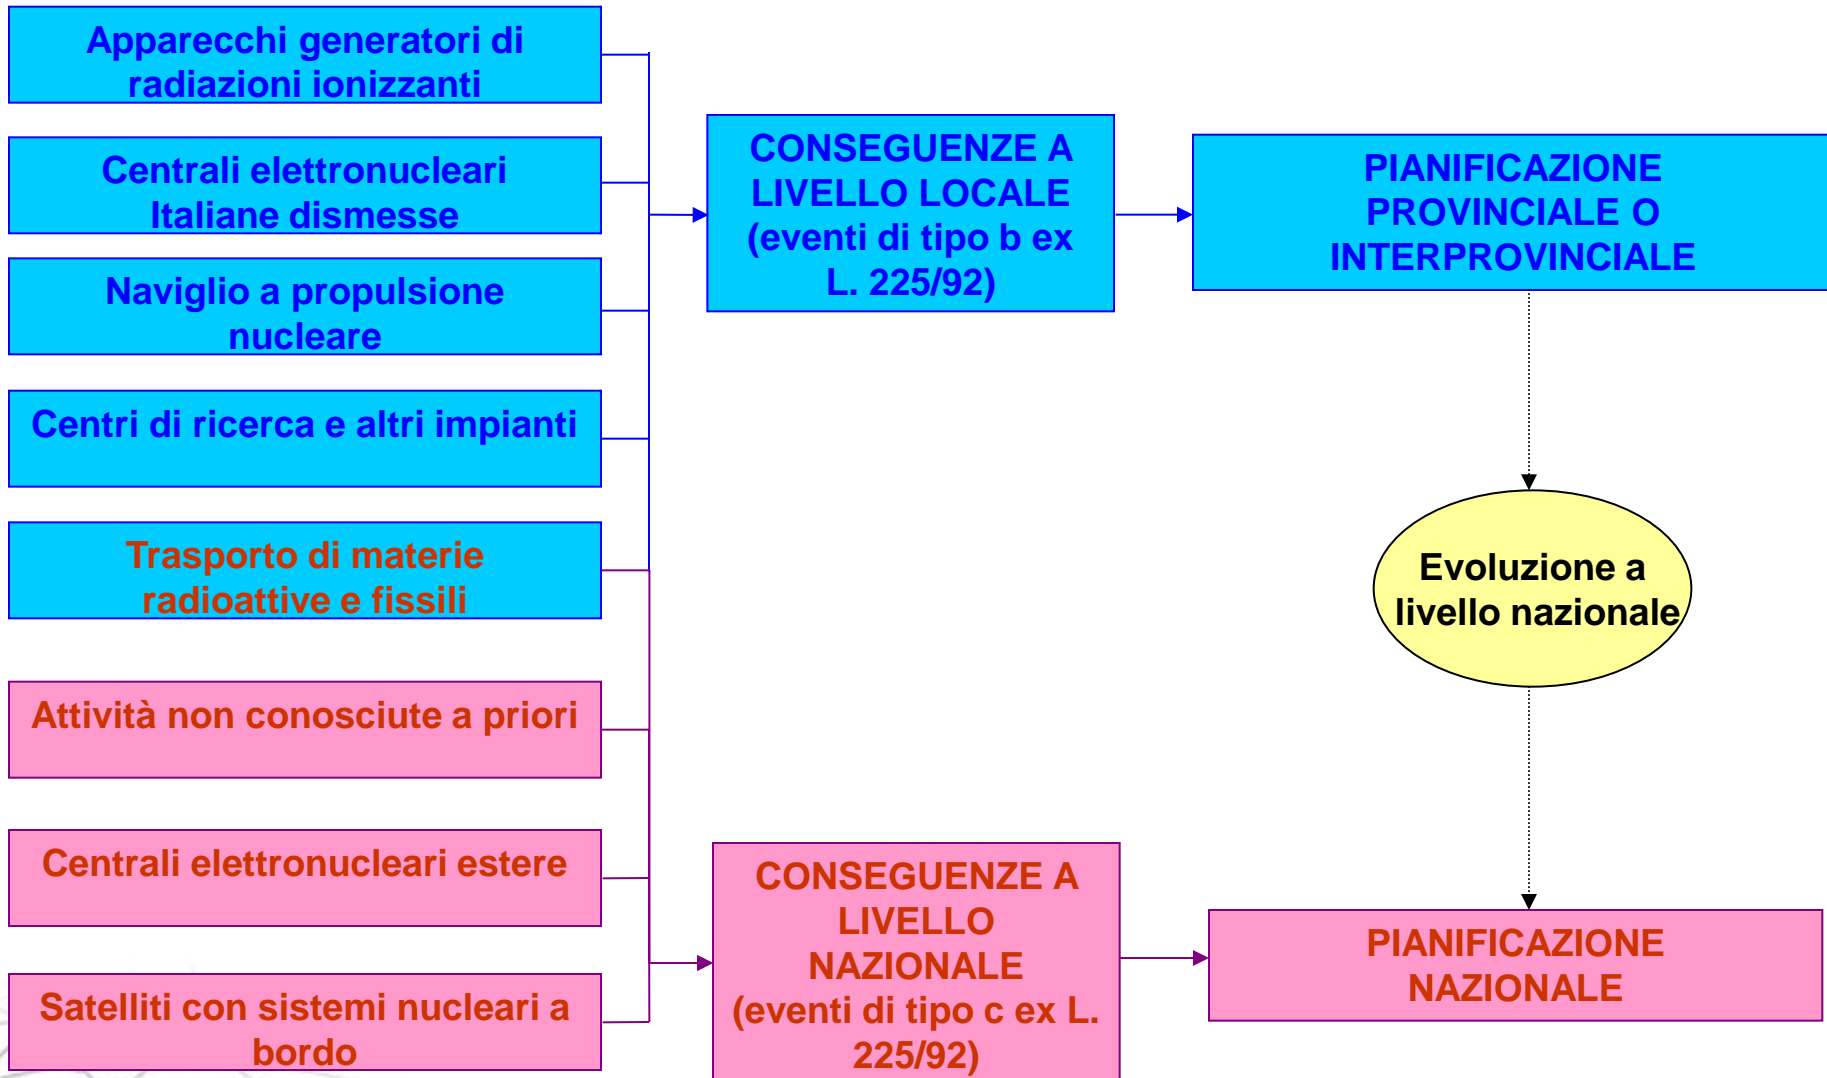 Apparecchi generatori di
radiazioni ionizzanti
Centrali elettronucleari
Italiane dismesse
Naviglio a propulsione
nucleare
Centri di ricerca e altri impianti
Trasporto di materie
radioattive e fissili
Attività non conosciute a priori
Centrali elettronucleari estere
Satelliti con sistemi nucleari a
bordo
CONSEGUENZE A
LIVELLO LOCALE
(eventi di tipo b ex
L. 225/92)
PIANIFICAZIONE
PROVINCIALE O
INTERPROVINCIALE
Evoluzione a
livello nazionale
CONSEGUENZE A
LIVELLO
NAZIONALE
(eventi di tipo c ex L.
225/92)
PIANIFICAZIONE
NAZIONALE